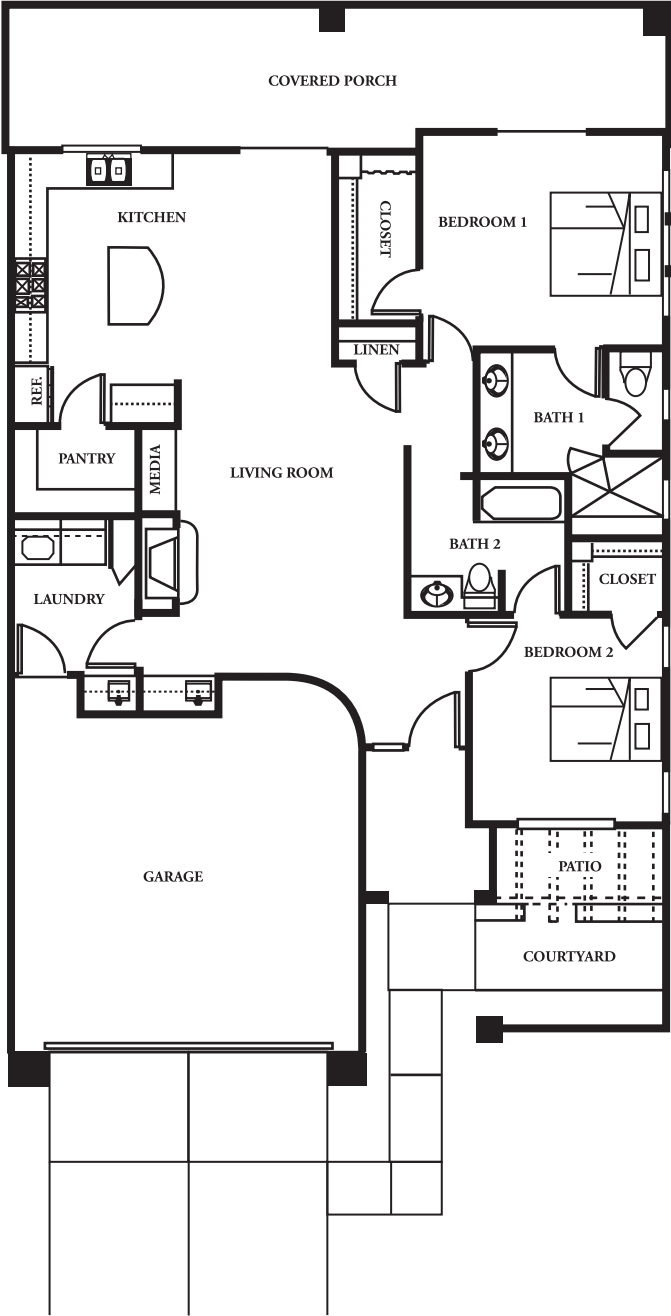 COVERED PORCH
KITCHEN
CLOSET
BEDROOM 1
LINEN
REF.
BATH 1
PANTRY
MEDIA
LIVING ROOM
BATH 2
LAUNDRY
CLOSET
BEDROOM 2
GARAGE
PATIO
COURTYARD